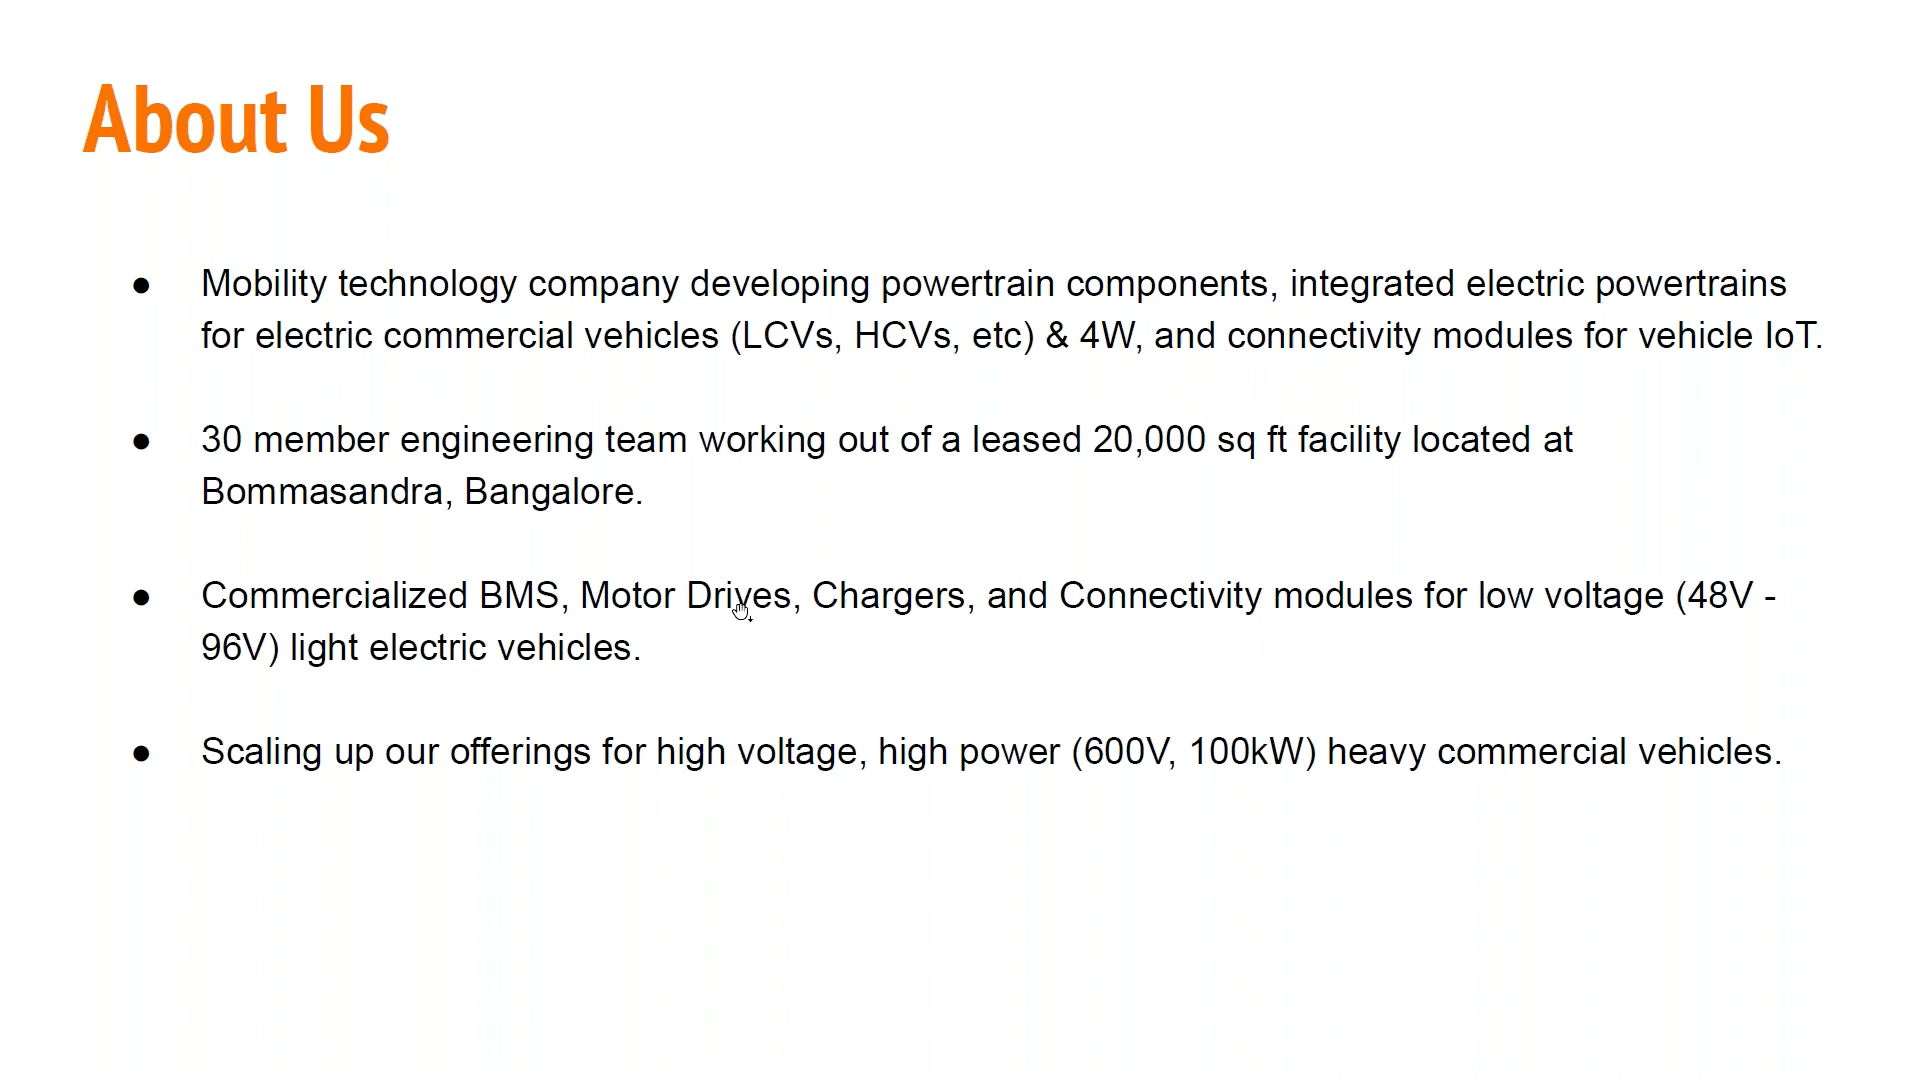 About Us
● Mobility technology company developing powertrain components, integrated electric powertrains
for electric commercial vehicles (LCVs, HCVs, etc) & 4W, and connectivity modules for vehicle IoT.
● 30 member engineering team working out of a leased 20,000 sq ft facility located at
Bommasandra, Bangalore.
● Commercialized BMS, Motor Drives, Chargers, and Connectivity modules for low voltage (48V -
96V) light electric vehicles.
● Scaling up our offerings for high voltage, high power (600V, 100kW) heavy commercial vehicles.